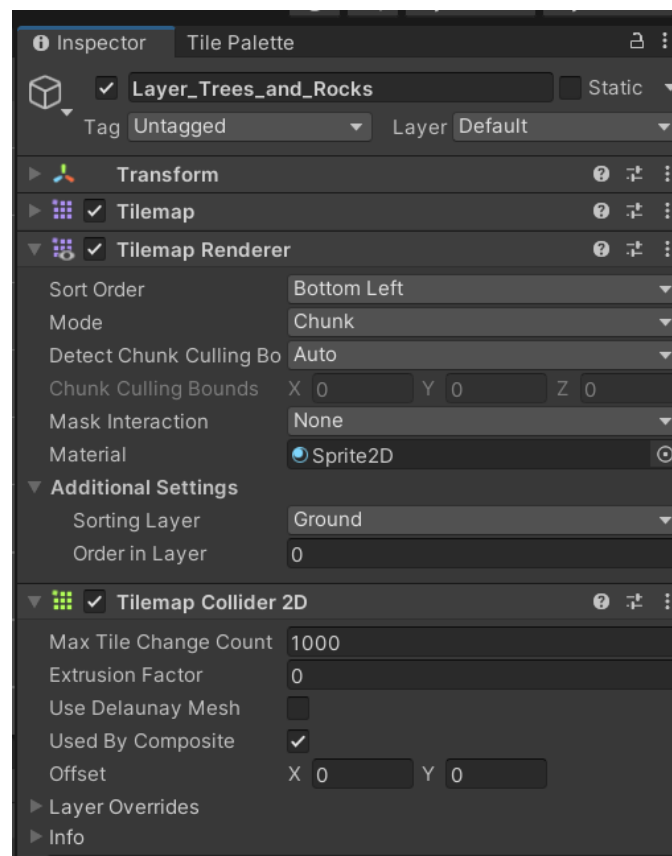 Inspector Tile Palette
Layer_Trees_and_Rocks Static
Tag Untagged Layer Default
Transform
Tilemap
Tilemap Renderer
Sort Order Bottom Left
Mode Chunk
Detect Chunk Culling Bo Auto
Chunk Culling Bounds X 0 Y 0 Z 0
Mask Interaction None
Material Sprite2D
Additional Settings
Sorting Layer Ground
Order in Layer 0
Tilemap Collider 2D
Max Tile Change Count 1000
Extrusion Factor 0
Use Delaunay Mesh
Used By Composite
Offset X 0 Y 0
Layer Overrides
Info